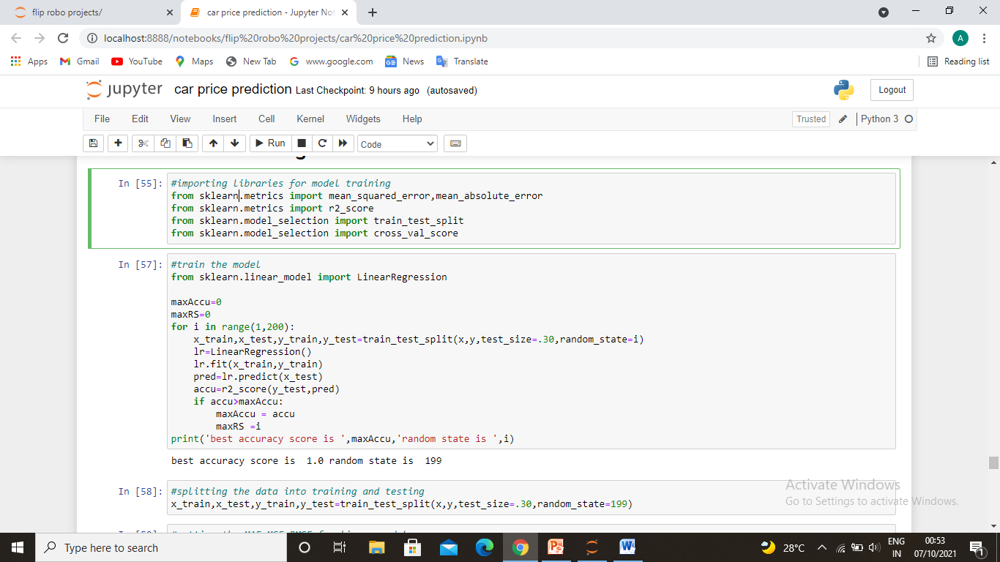 flip robo projects/
car price prediction - Jupyter Not
localhost:8888/notebooks/flip%20robo%20projects/car%20price%20prediction.ipynb
A
Apps Gmail YouTube Maps New Tab www.google.com News Translate Reading list
jupyter car price prediction Last Checkpoint: 9 hours ago (autosaved)
Logout
File Edit View Insert Cell Kernel Widgets Help Trusted Python 3
Run Code
In [55]: #importing libraries for model training
from sklearn.metrics import mean_squared_error,mean_absolute_error
from sklearn.metrics import r2_score
from sklearn.model_selection import train_test_split
from sklearn.model_selection import cross_val_score
In [57]: #train the model
from sklearn.linear_model import LinearRegression
maxAccu=0
maxRS=0
for i in range(1,200):
x_train,x_test,y_train,y_test=train_test_split(x,y,test_size=.30,random_state=i)
lr=LinearRegression()
lr.fit(x_train,y_train)
pred=lr.predict(x_test)
accu=r2_score(y_test,pred)
if accu>maxAccu:
maxAccu = accu
maxRS =i
print('best accuracy score is ',maxAccu,'random state is ',i)
best accuracy score is  1.0 random state is  199
In [58]: #splitting the data into training and testing
x_train,x_test,y_train,y_test=train_test_split(x,y,test_size=.30,random_state=199)
Activate Windows
Go to Settings to activate Windows.
Type here to search
28°C
ENG
IN
00:53
07/10/2021
1